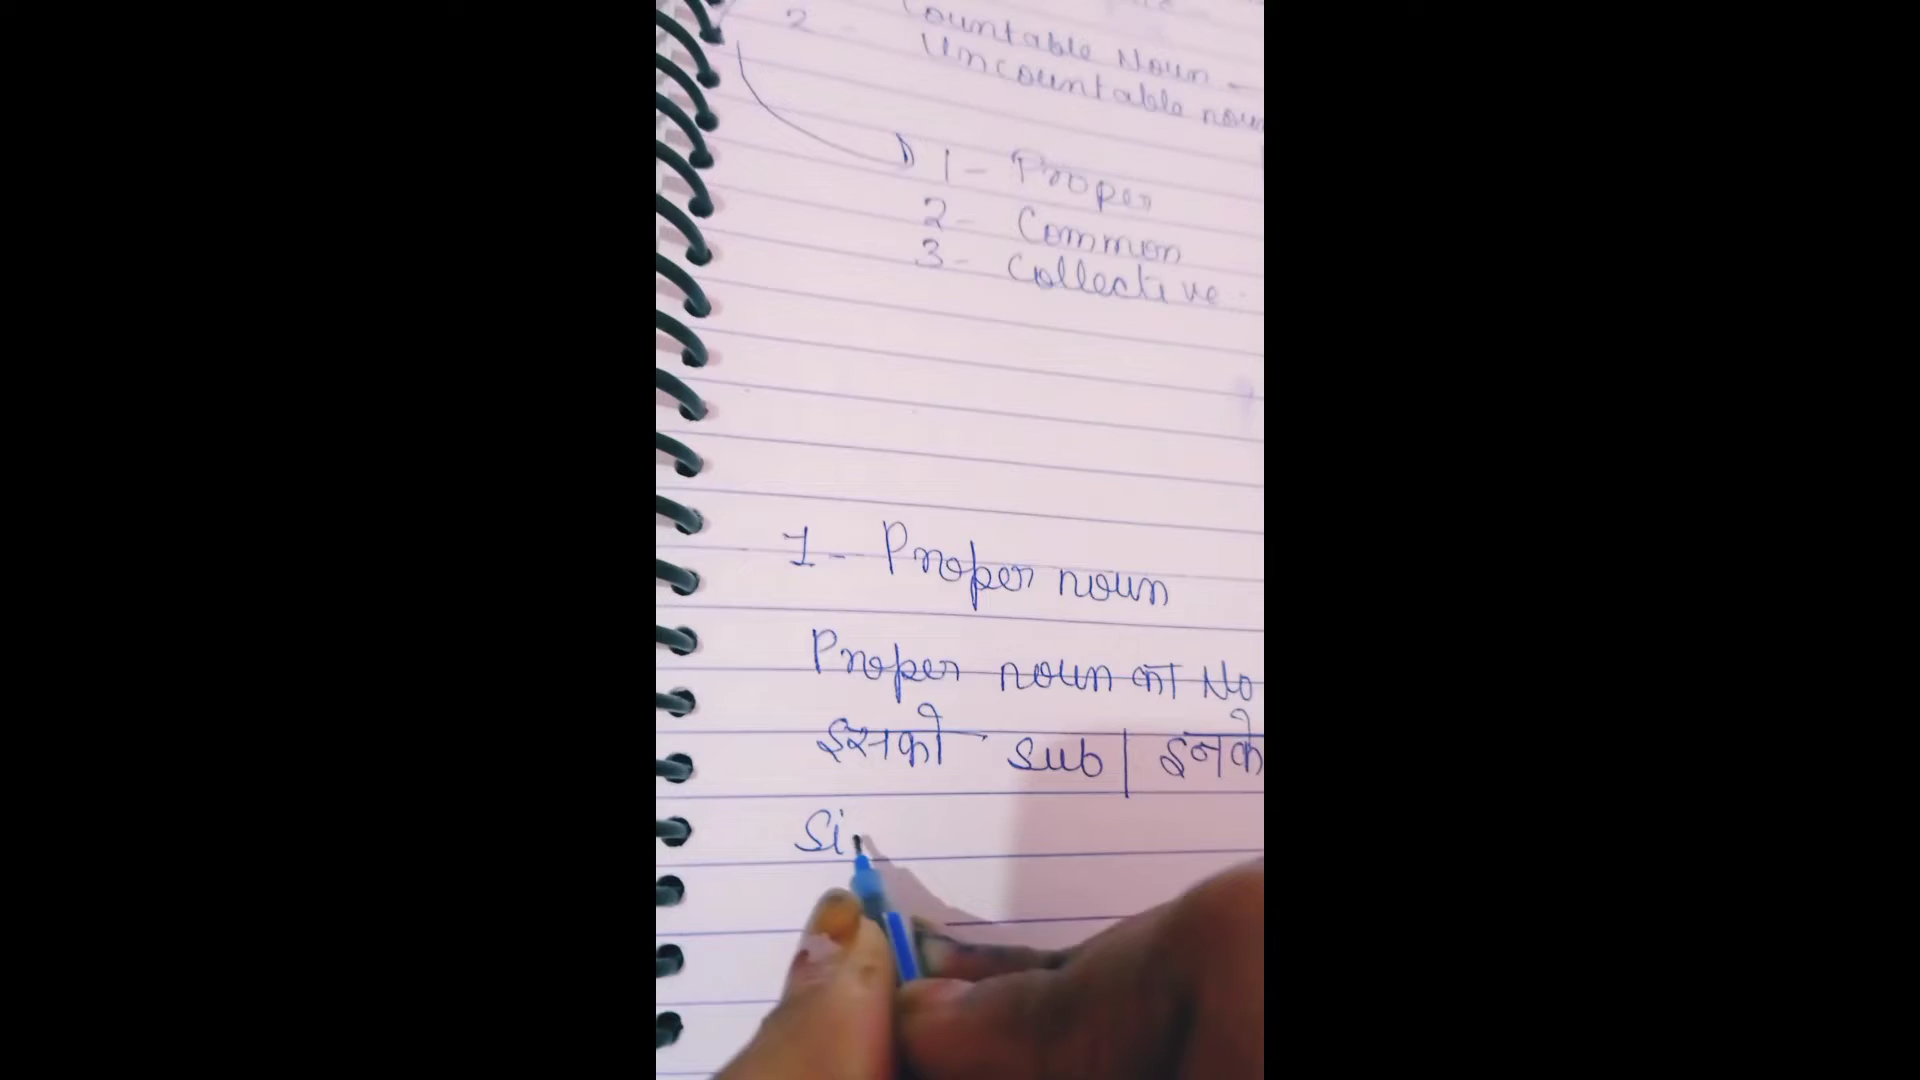 2 - Countable Noun -
Uncountable noun
1 - Proper
2 - Common
3 - Collective
1 - Proper noun
Proper noun का No
इसको sub | इनके
Si